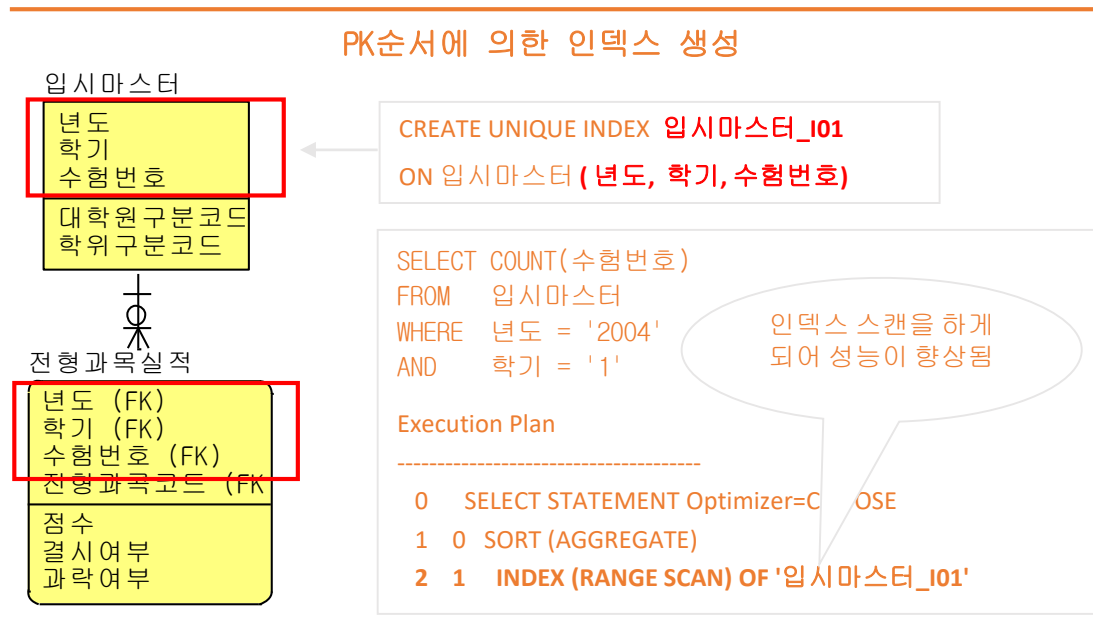 PK순서에 의한 인덱스 생성
입시마스터
년도
학기
수험번호
대학원구분코드
학위구분코드
전형과목실적
년도 (FK)
학기 (FK)
수험번호 (FK)
전형과목코드 (FK
점수
결시여부
과락여부
CREATE UNIQUE INDEX 입시마스터_I01
ON 입시마스터 ( 년도, 학기, 수험번호)
SELECT COUNT(수험번호)
FROM 입시마스터
WHERE 년도 = '2004'
AND 학기 = '1'
인덱스 스캔을 하게
되어 성능이 향상됨
Execution Plan
--------------------------------------
0 SELECT STATEMENT Optimizer=C OSE
1 0 SORT (AGGREGATE)
2 1 INDEX (RANGE SCAN) OF '입시마스터_I01'